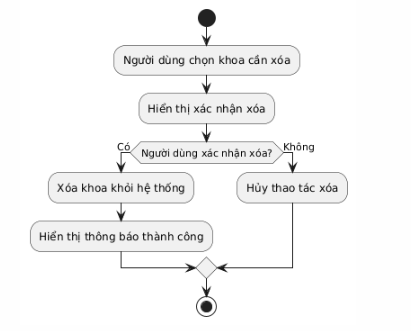 Người dùng chọn khoa cần xóa
Hiển thị xác nhận xóa
Có
Người dùng xác nhận xóa?
Không
Xóa khoa khỏi hệ thống
Hủy thao tác xóa
Hiển thị thông báo thành công